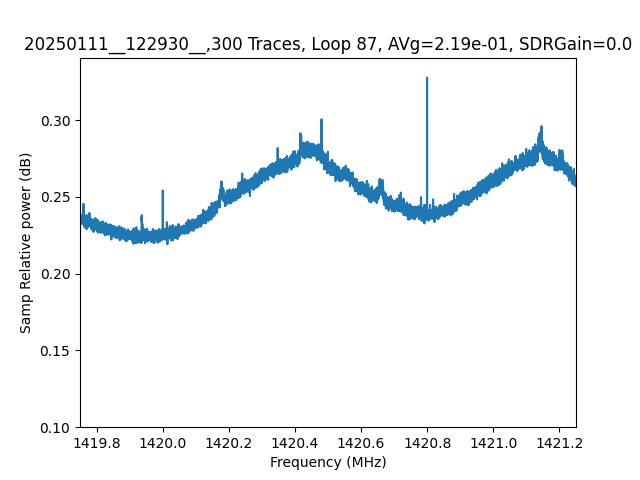 20250111__122930__,300 Traces, Loop 87, AVg=2.19e-01, SDRGain=0.0
0.30
0.25
0.20
0.15
0.10
Samp Relative power (dB)
1419.8 1420.0 1420.2 1420.4 1420.6 1420.8 1421.0 1421.2
Frequency (MHz)